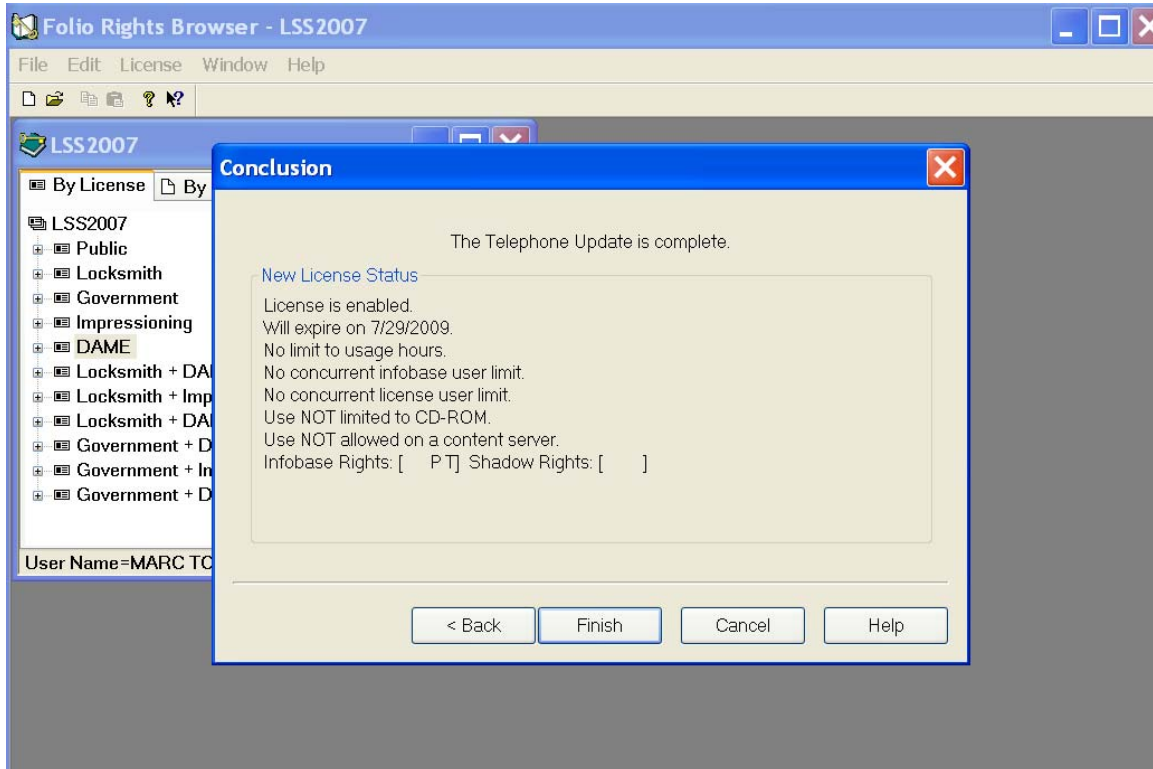 Folio Rights Browser - LSS2007
File Edit License Window Help
LSS2007
By License By
LSS2007
Public
Locksmith
Government
Impressioning
DAME
Locksmith + DA
Locksmith + Imp
Locksmith + DA
Government + D
Government + In
Government + D
User Name=MARC TC
Conclusion
The Telephone Update is complete.
New License Status
License is enabled.
Will expire on 7/29/2009.
No limit to usage hours.
No concurrent infobase user limit.
No concurrent license user limit.
Use NOT limited to CD-ROM.
Use NOT allowed on a content server.
Infobase Rights: [ P T] Shadow Rights: [ ]
< Back Finish Cancel Help